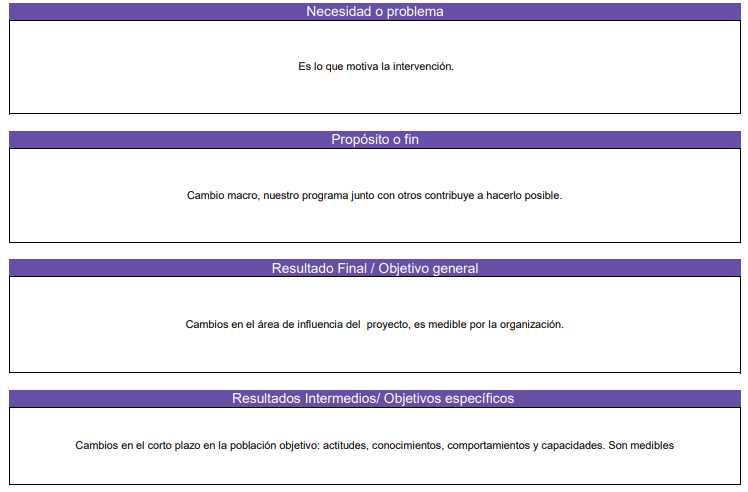 Necesidad o problema
Es lo que motiva la intervención.
Propósito o fin
Cambio macro, nuestro programa junto con otros contribuye a hacerlo posible.
Resultado Final / Objetivo general
Cambios en el área de influencia del  proyecto, es medible por la organización.
Resultados Intermedios/ Objetivos específicos
Cambios en el corto plazo en la población objetivo: actitudes, conocimientos, comportamientos y capacidades. Son medibles